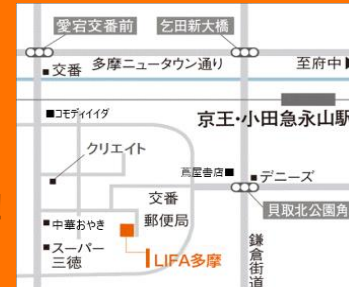 愛宕交番前
乞田新大橋
交番
多摩ニュータウン通り
至府中
京王・小田急永山駅
コモディイイダ
クリエイト
蔦屋書店
デニーズ
交番
郵便局
貝取北公園角
中華おやき
スーパー
三徳
LIFA多摩
鎌倉街道